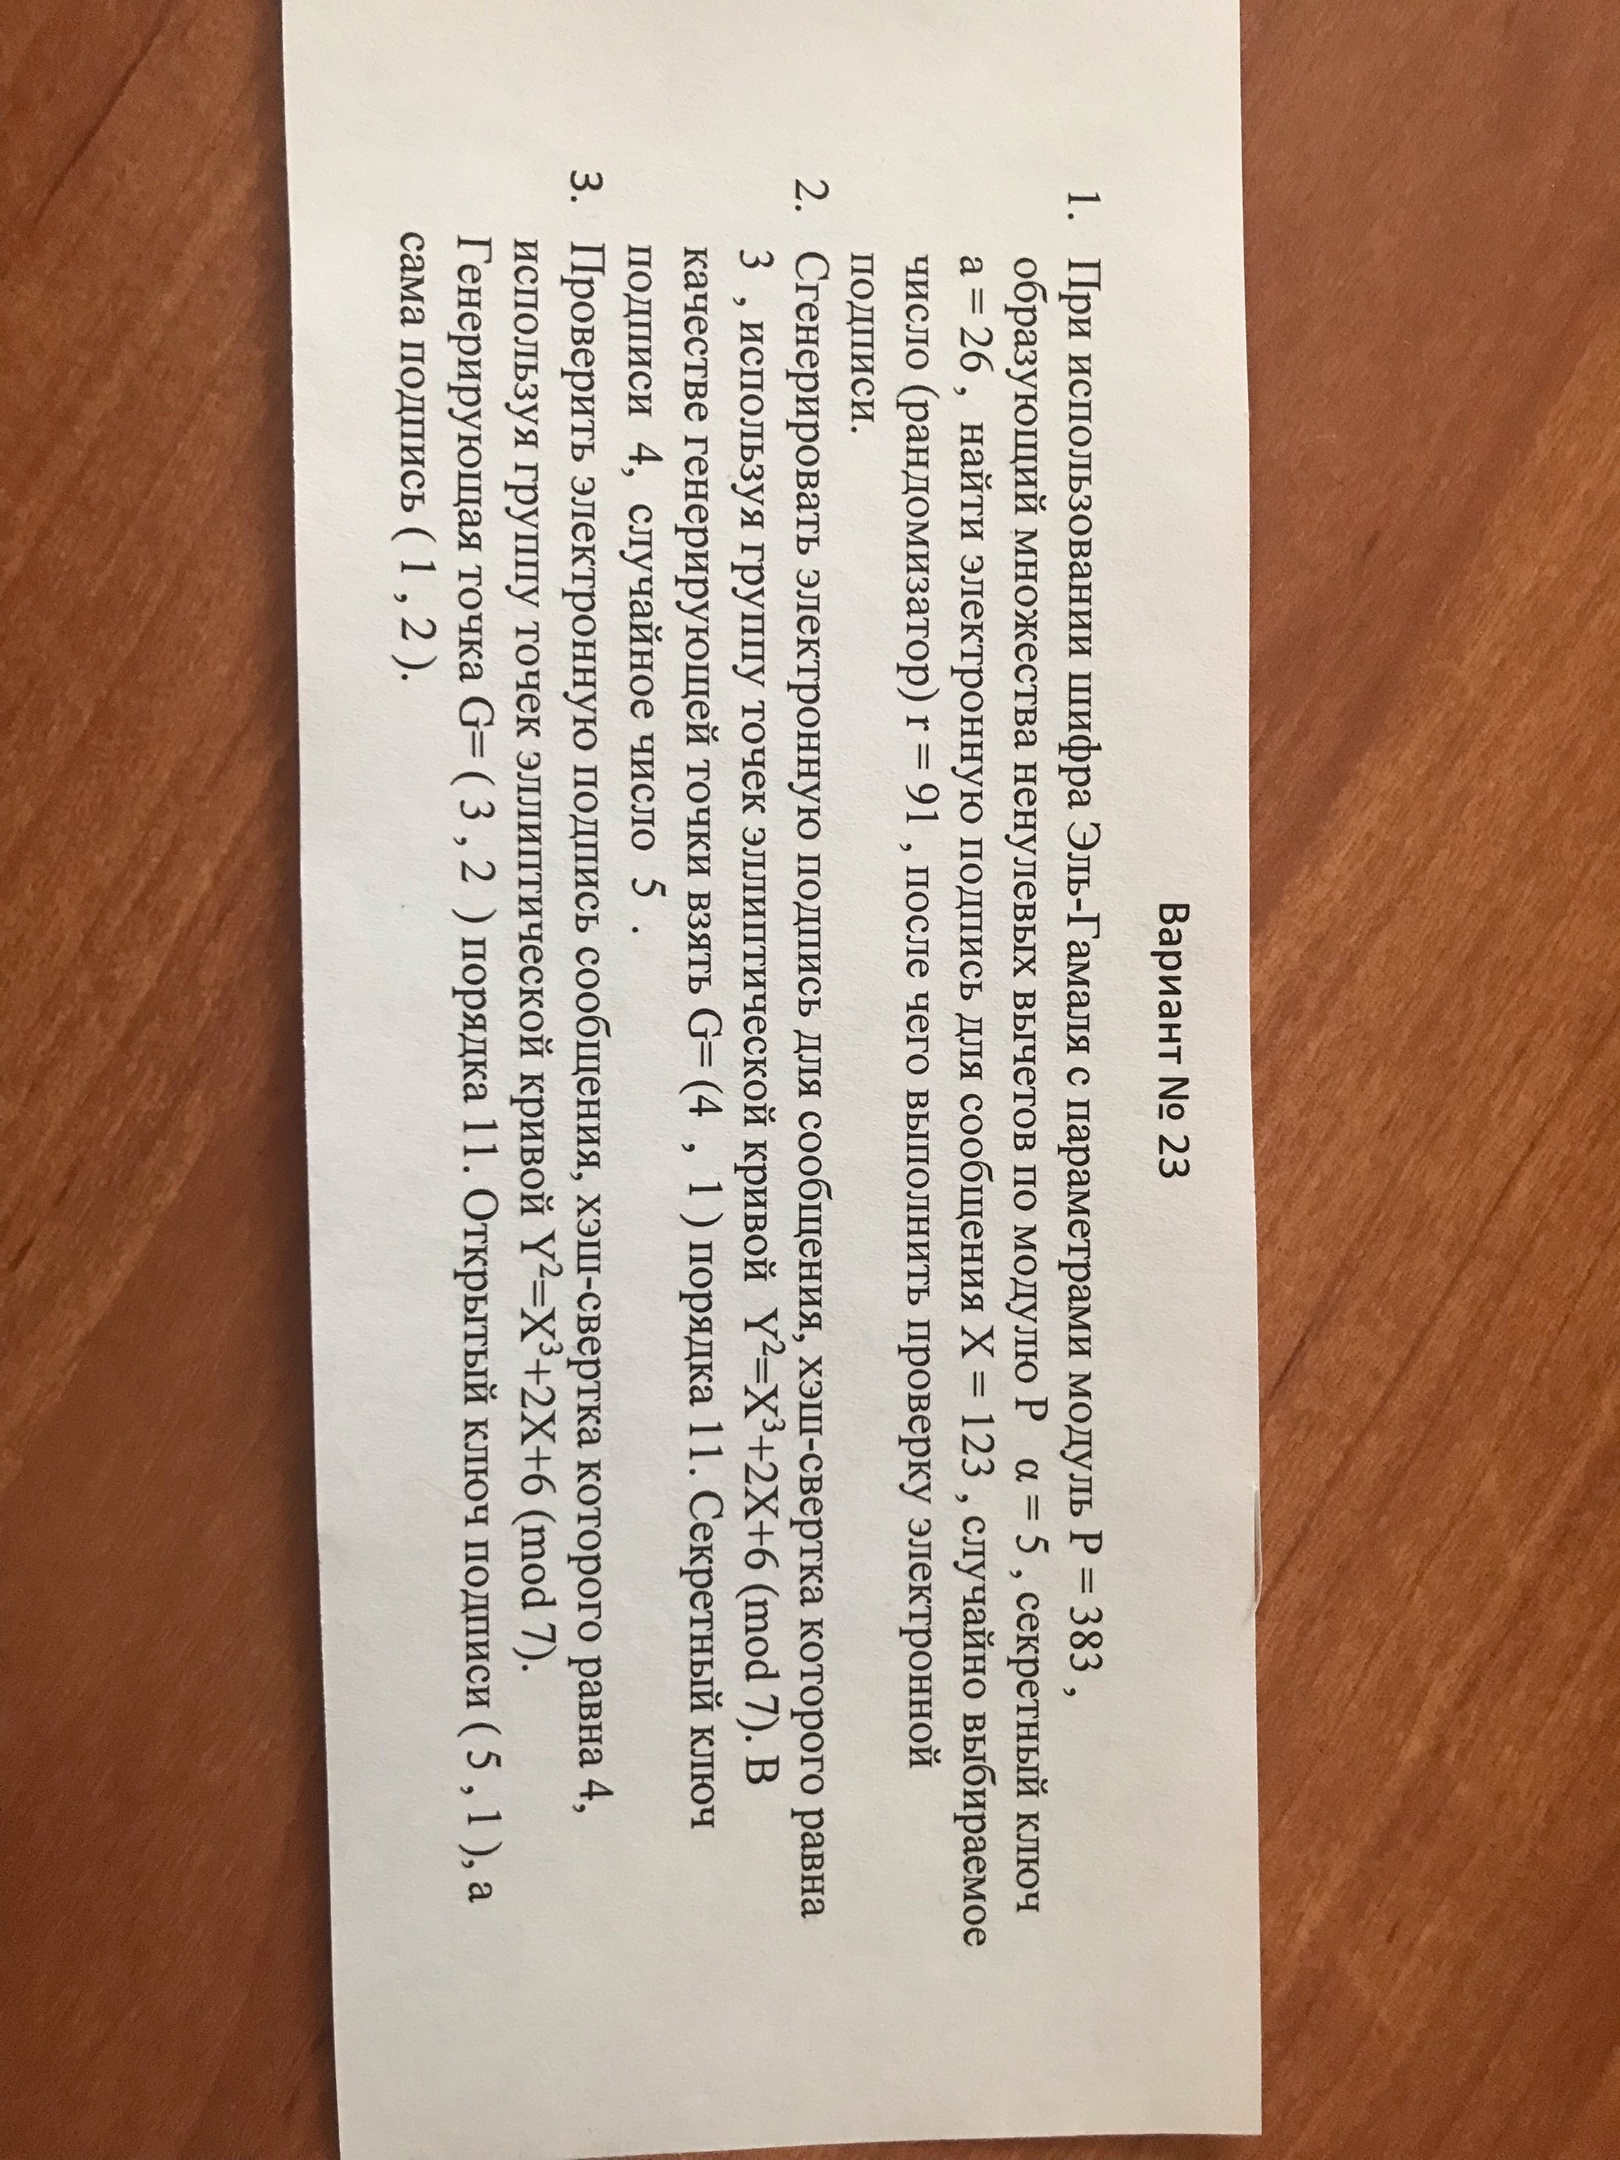 Вариант № 23
1. При использовании шифра Эль-Гамаля с параметрами модуль P = 383 ,
образующий множества ненулевых вычетов по модулю P α = 5 , секретный ключ
a = 26 , найти электронную подпись для сообщения X = 123 , случайно выбираемое
число (рандомизатор) r = 91 , после чего выполнить проверку электронной
подписи.
2. Сгенерировать электронную подпись для сообщения, хэш-свертка которого равна
3 , используя группу точек эллиптической кривой Y²=X³+2X+6 (mod 7). В
качестве генерирующей точки взять G= (4 , 1 ) порядка 11. Секретный ключ
подписи 4, случайное число 5 .
3. Проверить электронную подпись сообщения, хэш-свертка которого равна 4,
используя группу точек эллиптической кривой Y²=X³+2X+6 (mod 7).
Генерирующая точка G= ( 3 , 2 ) порядка 11. Открытый ключ подписи ( 5 , 1 ), а
сама подпись ( 1 , 2 ).